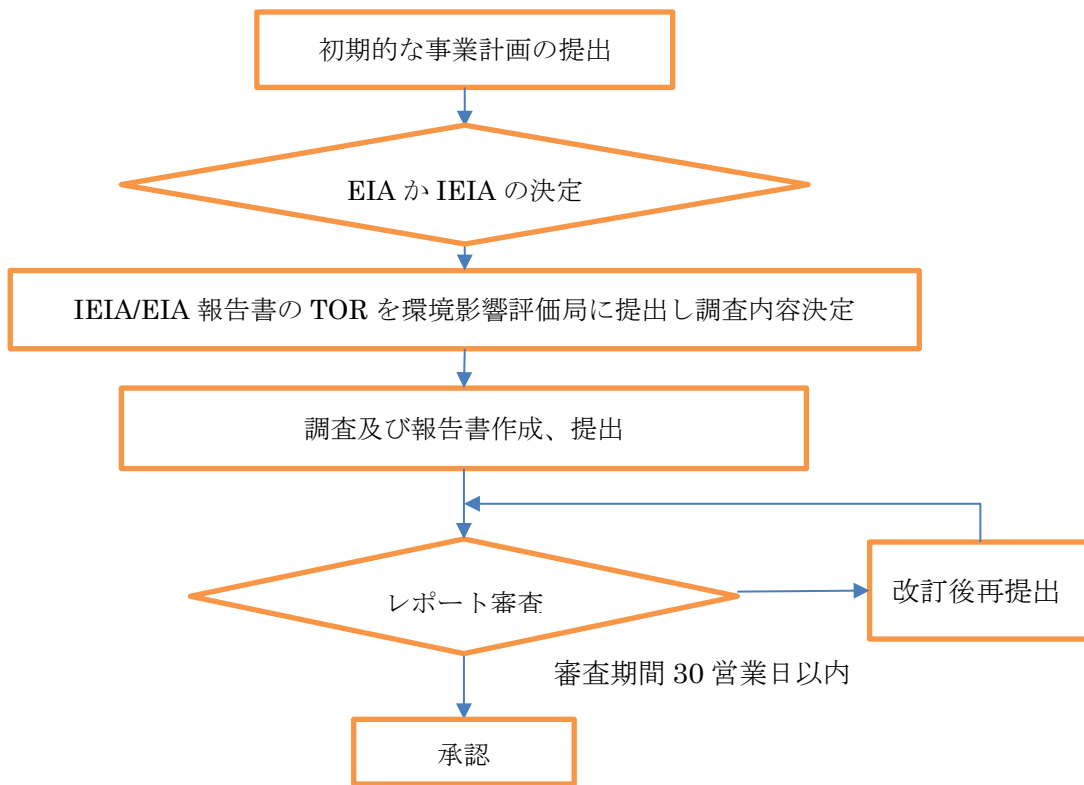 初期的な事業計画の提出
EIA か IEIA の決定
IEIA/EIA 報告書の TOR を環境影響評価局に提出し調査内容決定
調査及び報告書作成、提出
レポート審査
改訂後再提出
審査期間 30 営業日以内
承認